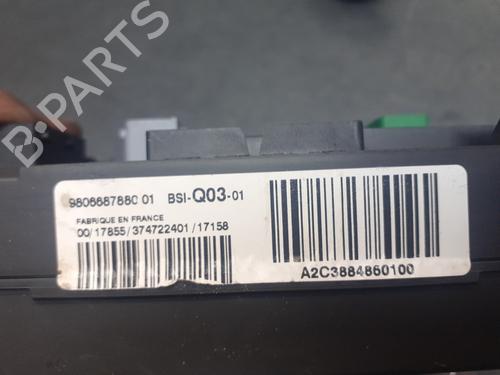 B-PARTS
9806687880 01 BSI-Q03-01
FABRIQUE EN FRANCE
00/17855/374722401/17158
A2C3884860100